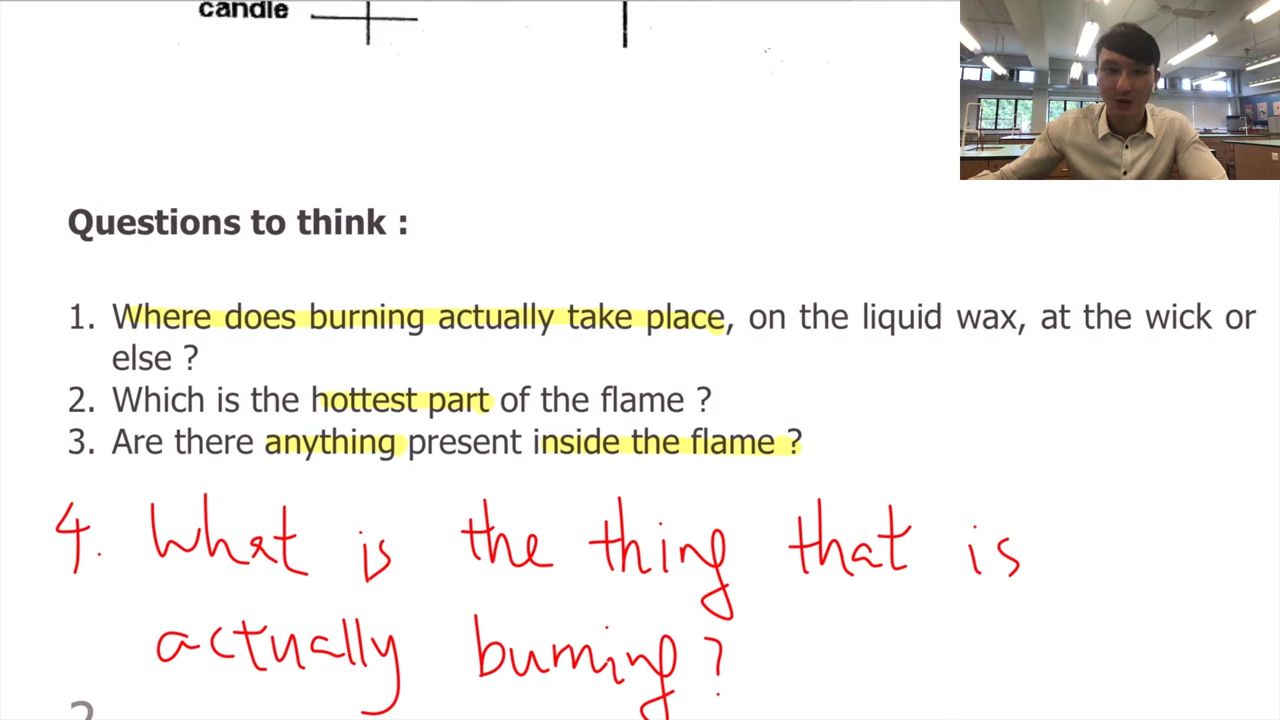 candle
Questions to think :
1. Where does burning actually take place, on the liquid wax, at the wick or
else ?
2. Which is the hottest part of the flame ?
3. Are there anything present inside the flame ?
4. What is the thing that is
actually burning?